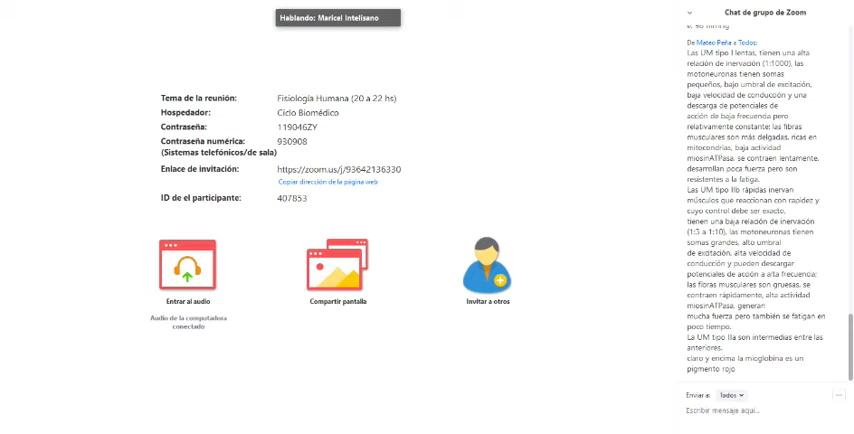 Hablando: Maricel Intelisano
Tema de la reunión: Fisiología Humana (20 a 22 hs)
Hospedador: Ciclo Biomédico
Contraseña: 119046ZY
Contraseña numérica: 930908
(Sistemas telefónicos/de sala)
Enlace de invitación: https://zoom.us/j/93642136330
Copiar dirección de la página web
ID de el participante: 407853
Entrar al audio
Compartir pantalla
Invitar a otros
Audio de la computadora
conectado
Chat de grupo de Zoom
De Mateo Peña a Todos:
Las UM tipo I lentas, tienen una alta
relación de inervación (1:1000), las
motoneuronas tienen somas
pequeños, bajo umbral de excitación,
baja velocidad de conducción y una
descarga de potenciales de
acción de baja frecuencia pero
relativamente constante; las fibras
musculares son más delgadas, ricas en
mitocondrias, baja actividad
miosinATPasa, se contraen lentamente,
desarrollan poca fuerza pero son
resistentes a la fatiga.
Las UM tipo IIb rápidas inervan
músculos que reaccionan con rapidez y
cuyo control debe ser exacto,
tienen una baja relación de inervación
(1:3 a 1:10), las motoneuronas tienen
somas grandes, alto umbral
de excitación, alta velocidad de
conducción y pueden descargar
potenciales de acción a alta frecuencia;
las fibras musculares son gruesas, se
contraen rápidamente, alta actividad
miosinATPasa, generan
mucha fuerza pero también se fatigan en
poco tiempo.
La UM tipo IIa son intermedias entre las
anteriores.
claro y encima la mioglobina es un
pigmento rojo
Enviar a: Todos
Escribir mensaje aquí...